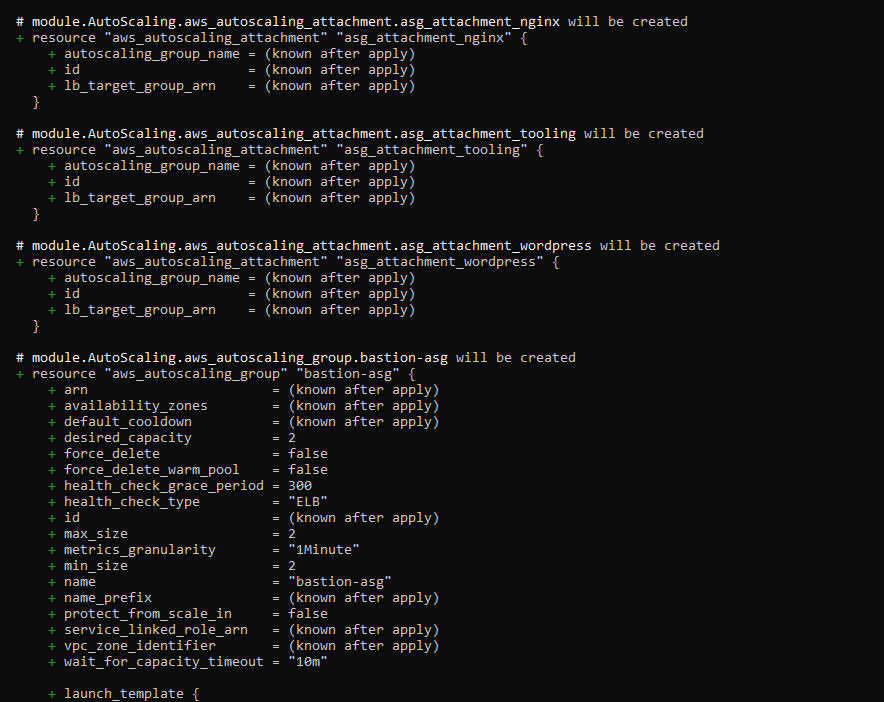 # module.AutoScaling.aws_autoscaling_attachment.asg_attachment_nginx will be created
+ resource "aws_autoscaling_attachment" "asg_attachment_nginx" {
    + autoscaling_group_name = (known after apply)
    + id                     = (known after apply)
    + lb_target_group_arn    = (known after apply)
  }
# module.AutoScaling.aws_autoscaling_attachment.asg_attachment_tooling will be created
+ resource "aws_autoscaling_attachment" "asg_attachment_tooling" {
    + autoscaling_group_name = (known after apply)
    + id                     = (known after apply)
    + lb_target_group_arn    = (known after apply)
  }
# module.AutoScaling.aws_autoscaling_attachment.asg_attachment_wordpress will be created
+ resource "aws_autoscaling_attachment" "asg_attachment_wordpress" {
    + autoscaling_group_name = (known after apply)
    + id                     = (known after apply)
    + lb_target_group_arn    = (known after apply)
  }
# module.AutoScaling.aws_autoscaling_group.bastion-asg will be created
+ resource "aws_autoscaling_group" "bastion-asg" {
    + arn                       = (known after apply)
    + availability_zones        = (known after apply)
    + default_cooldown          = (known after apply)
    + desired_capacity          = 2
    + force_delete              = false
    + force_delete_warm_pool    = false
    + health_check_grace_period = 300
    + health_check_type         = "ELB"
    + id                        = (known after apply)
    + max_size                  = 2
    + metrics_granularity       = "1Minute"
    + min_size                  = 2
    + name                      = "bastion-asg"
    + name_prefix               = (known after apply)
    + protect_from_scale_in     = false
    + service_linked_role_arn   = (known after apply)
    + vpc_zone_identifier       = (known after apply)
    + wait_for_capacity_timeout = "10m"
    + launch_template {